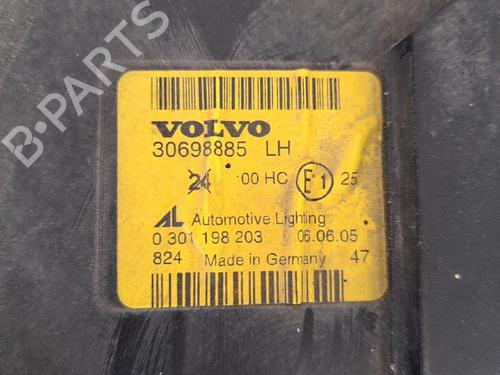 VOLVO
30698885 LH
24 00 HC E1 25
AL Automotive Lighting
0 301 198 203 06.06.05
824 Made in Germany 47